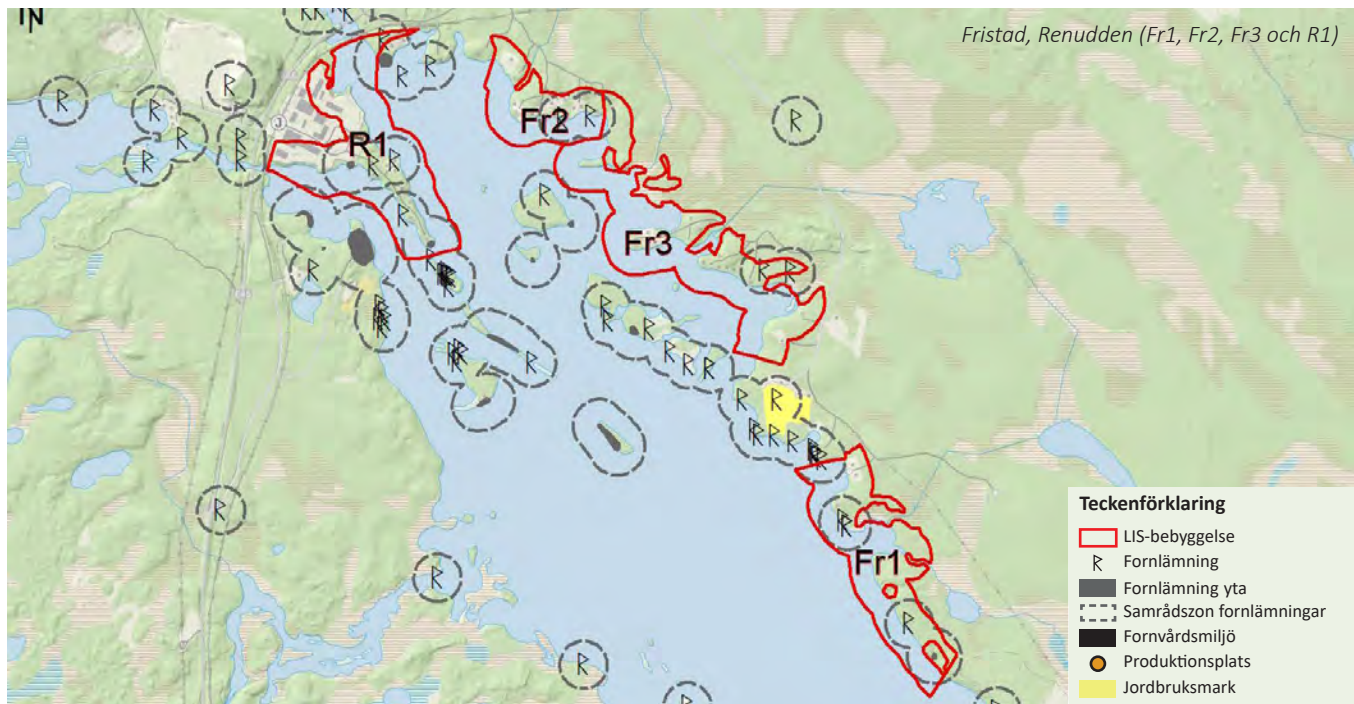 N
Fristad, Renudden (Fr1, Fr2, Fr3 och R1)
Fr2
R1
Fr3
Fr1
Teckenförklaring
LIS-bebyggelse
R Fornlämning
Fornlämning yta
Samrådszon fornlämningar
Fornvårdsmiljö
Produktionsplats
Jordbruksmark